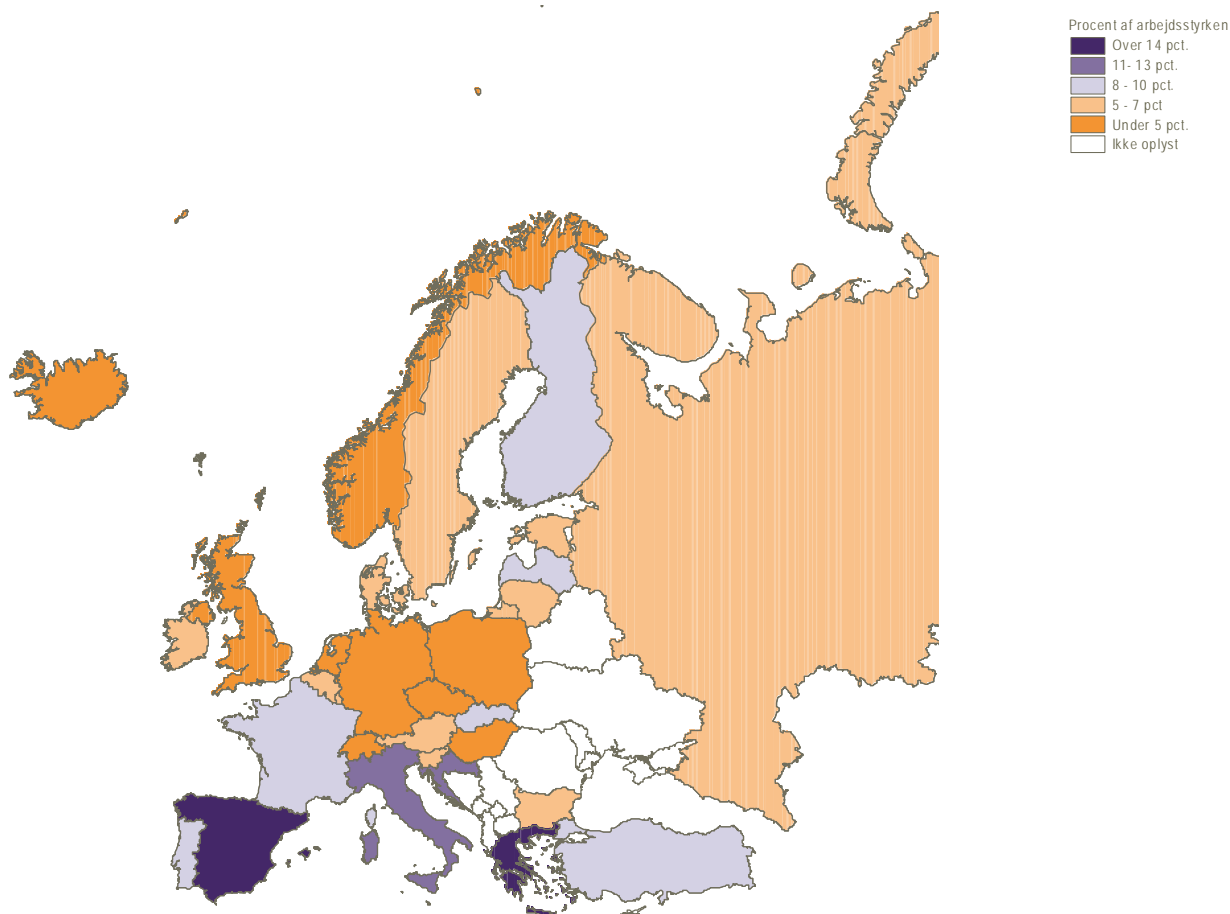 Procent af arbejdsstyrken
Over 14 pct.
11- 13 pct.
8 - 10 pct.
5 - 7 pct
Under 5 pct.
Ikke oplyst